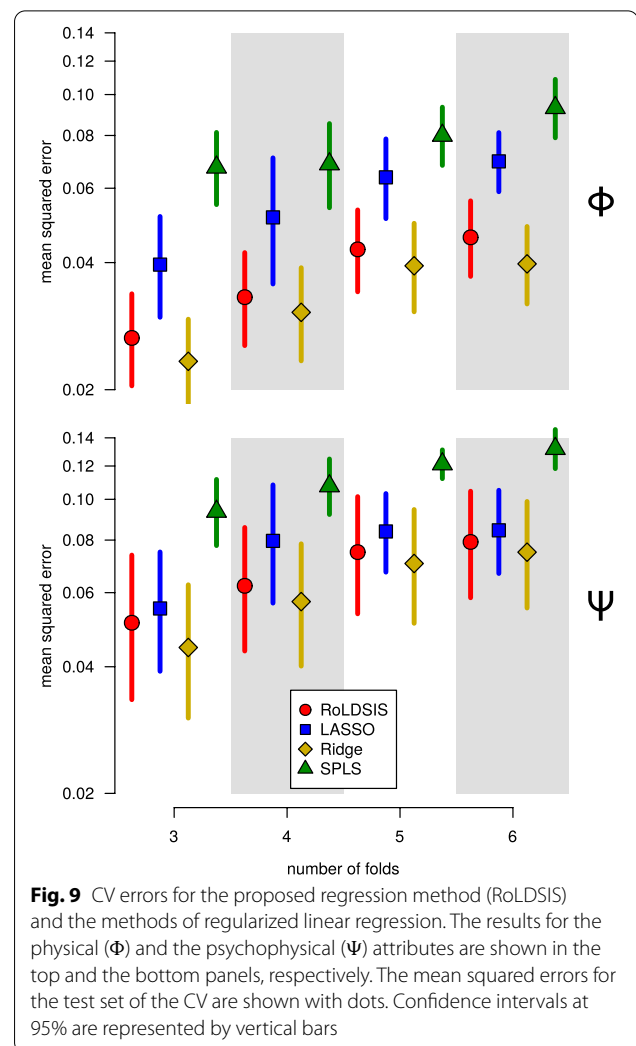 0.14
0.12
0.10
0.08
0.06
0.04
0.02
mean squared error
Φ
0.14
0.12
0.10
0.08
0.06
0.04
0.02
mean squared error
Ψ
RoLDSIS
LASSO
Ridge
SPLS
3 4 5 6
number of folds
Fig. 9 CV errors for the proposed regression method (RoLDSIS)
and the methods of regularized linear regression. The results for the
physical (Φ) and the psychophysical (Ψ) attributes are shown in the
top and the bottom panels, respectively. The mean squared errors for
the test set of the CV are shown with dots. Confidence intervals at
95% are represented by vertical bars